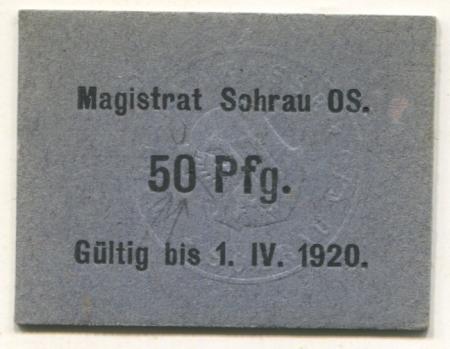 Magistrat Sohrau OS.
50 Pfg.
Gültig bis 1. IV. 1920.